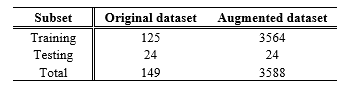 Subset Original dataset Augmented dataset
Training 125 3564
Testing 24 24
Total 149 3588